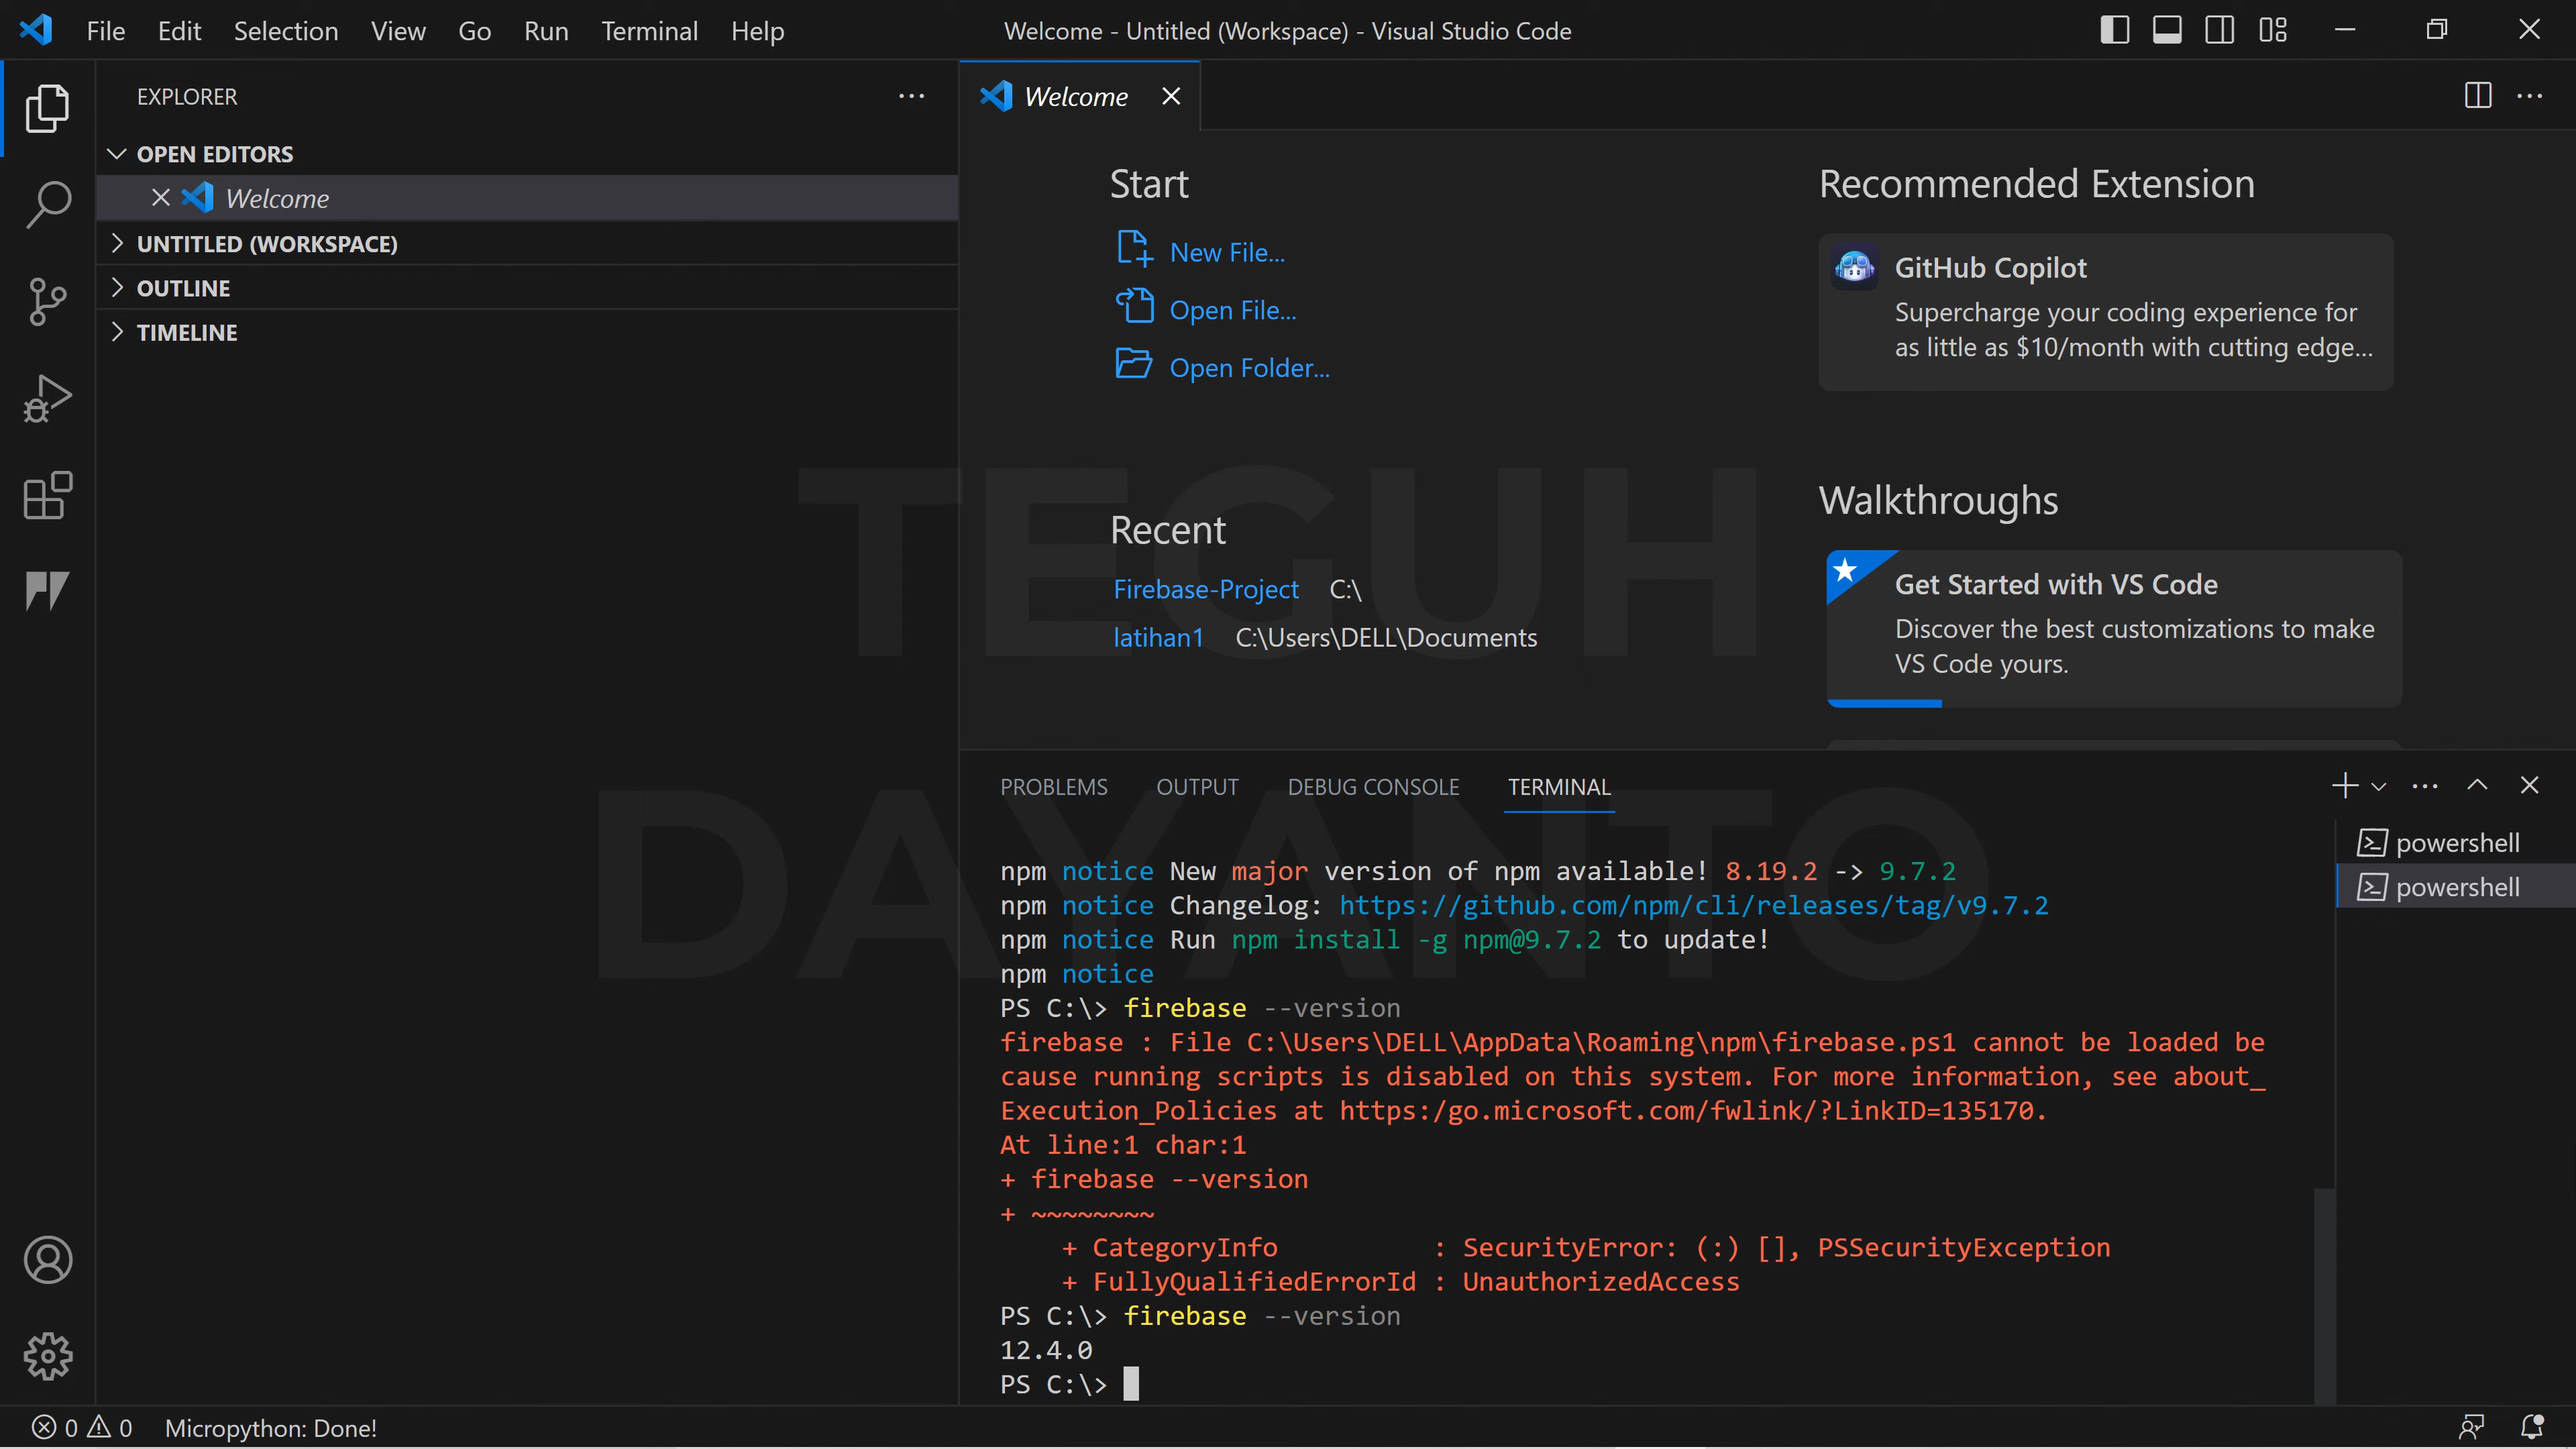 File Edit Selection View Go Run Terminal Help
Welcome - Untitled (Workspace) - Visual Studio Code
EXPLORER
OPEN EDITORS
Welcome
UNTITLED (WORKSPACE)
OUTLINE
TIMELINE
Welcome
Start
New File...
Open File...
Open Folder...
Recent
Firebase-Project C:\
latihan1 C:\Users\DELL\Documents
Recommended Extension
GitHub Copilot
Supercharge your coding experience for
as little as $10/month with cutting edge...
Walkthroughs
Get Started with VS Code
Discover the best customizations to make
VS Code yours.
TEGUH
DAYANTO
PROBLEMS OUTPUT DEBUG CONSOLE TERMINAL
npm notice New major version of npm available! 8.19.2 -> 9.7.2
npm notice Changelog: https://github.com/npm/cli/releases/tag/v9.7.2
npm notice Run npm install -g npm@9.7.2 to update!
npm notice
PS C:\> firebase --version
firebase : File C:\Users\DELL\AppData\Roaming\npm\firebase.ps1 cannot be loaded be
cause running scripts is disabled on this system. For more information, see about_
Execution_Policies at https:/go.microsoft.com/fwlink/?LinkID=135170.
At line:1 char:1
+ firebase --version
+ ~~~~~~~~
    + CategoryInfo          : SecurityError: (:) [], PSSecurityException
    + FullyQualifiedErrorId : UnauthorizedAccess
PS C:\> firebase --version
12.4.0
PS C:\>
powershell
powershell
0 0 Micropython: Done!